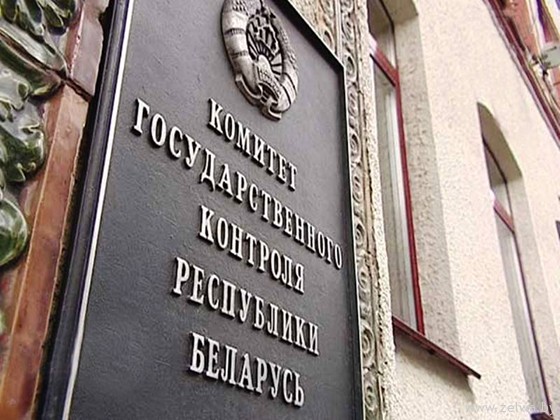 КОМИТЕТ
ГОСУДАРСТВЕННОГО
КОНТРОЛЯ
РЕСПУБЛИКИ
БЕЛАРУСЬ